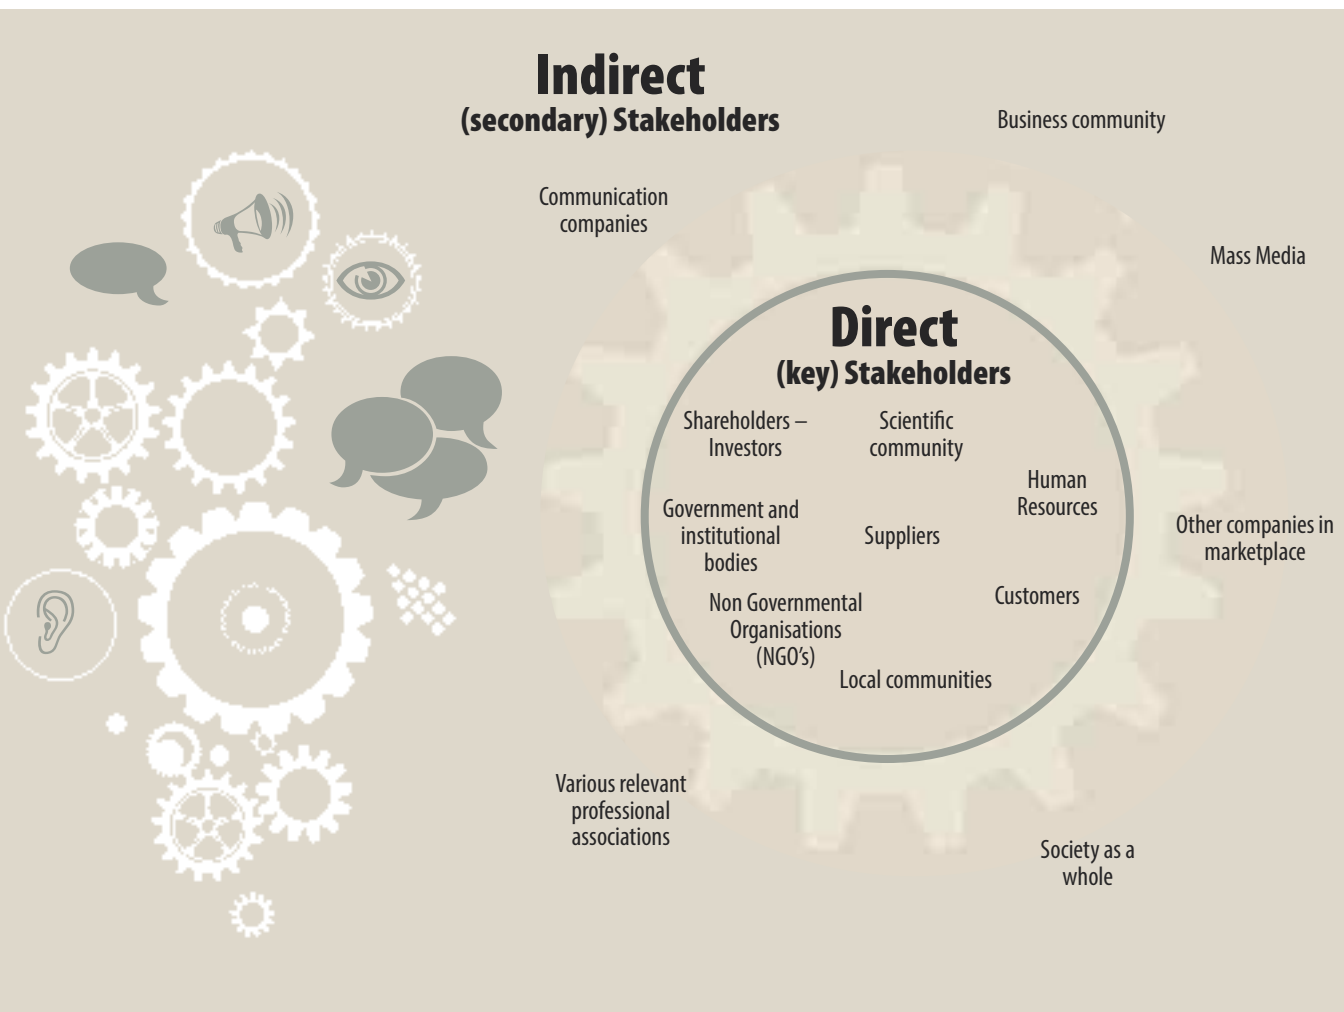 Indirect
(secondary) Stakeholders
Business community
Communication
companies
Mass Media
Direct
(key) Stakeholders
Shareholders –
Investors
Scientific
community
Human
Resources
Government and
institutional
bodies
Suppliers
Other companies in
marketplace
Customers
Non Governmental
Organisations
(NGO's)
Local communities
Various relevant
professional
associations
Society as a
whole